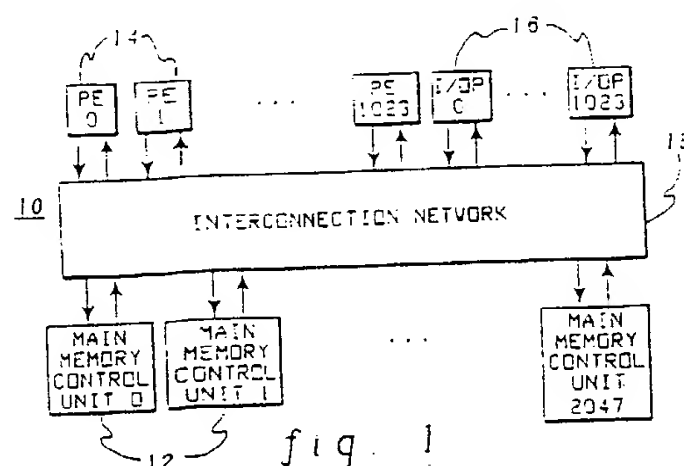 14
16
PE 0
PE 1
...
PE 1023
I/OP 0
...
I/OP 1023
10
INTERCONNECTION NETWORK
MAIN MEMORY CONTROL UNIT 0
MAIN MEMORY CONTROL UNIT 1
...
MAIN MEMORY CONTROL UNIT 2047
12
fig. 1